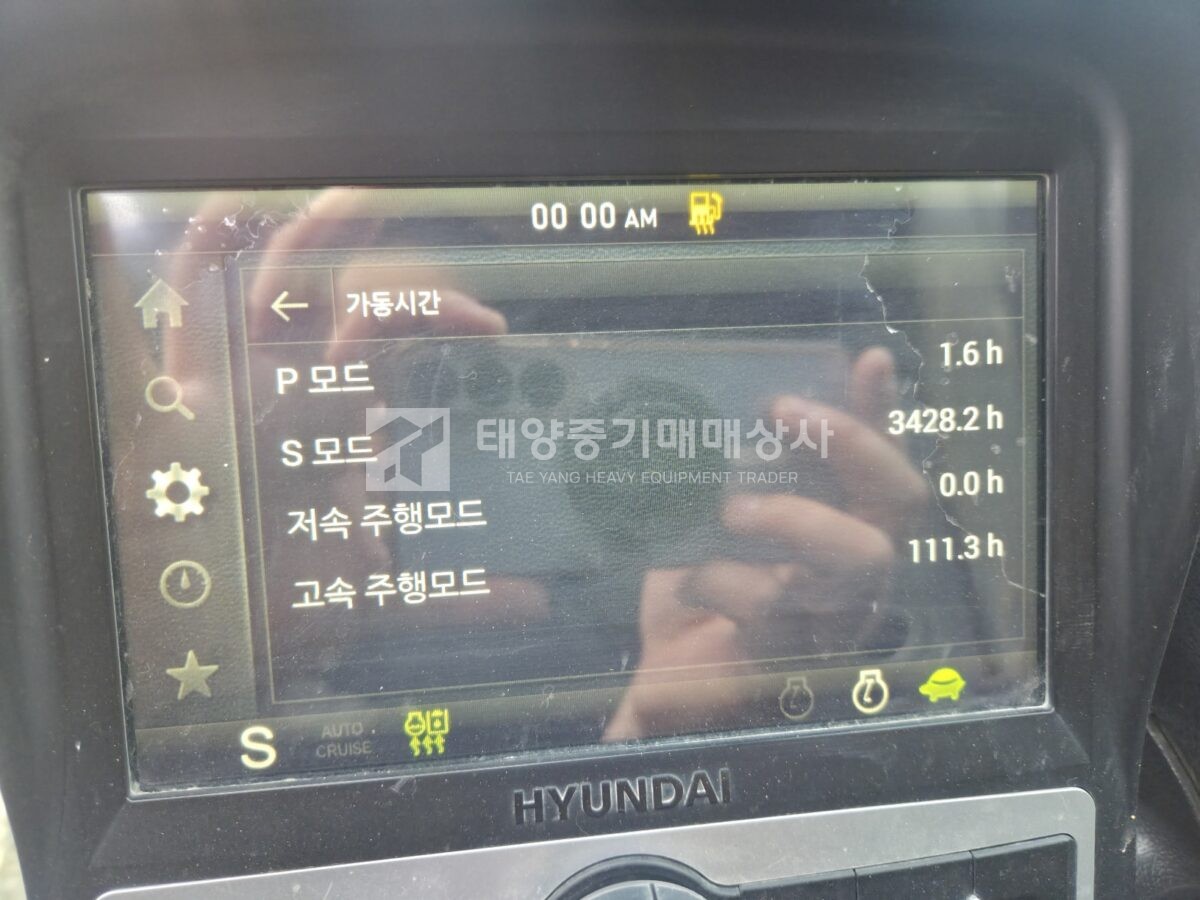 00 00 AM
가동시간
P 모드 1.6 h
S 모드 3428.2 h
저속 주행모드 0.0 h
고속 주행모드 111.3 h
태양중기매매상사
TAE YANG HEAVY EQUIPMENT TRADER
S AUTO CRUISE
HYUNDAI